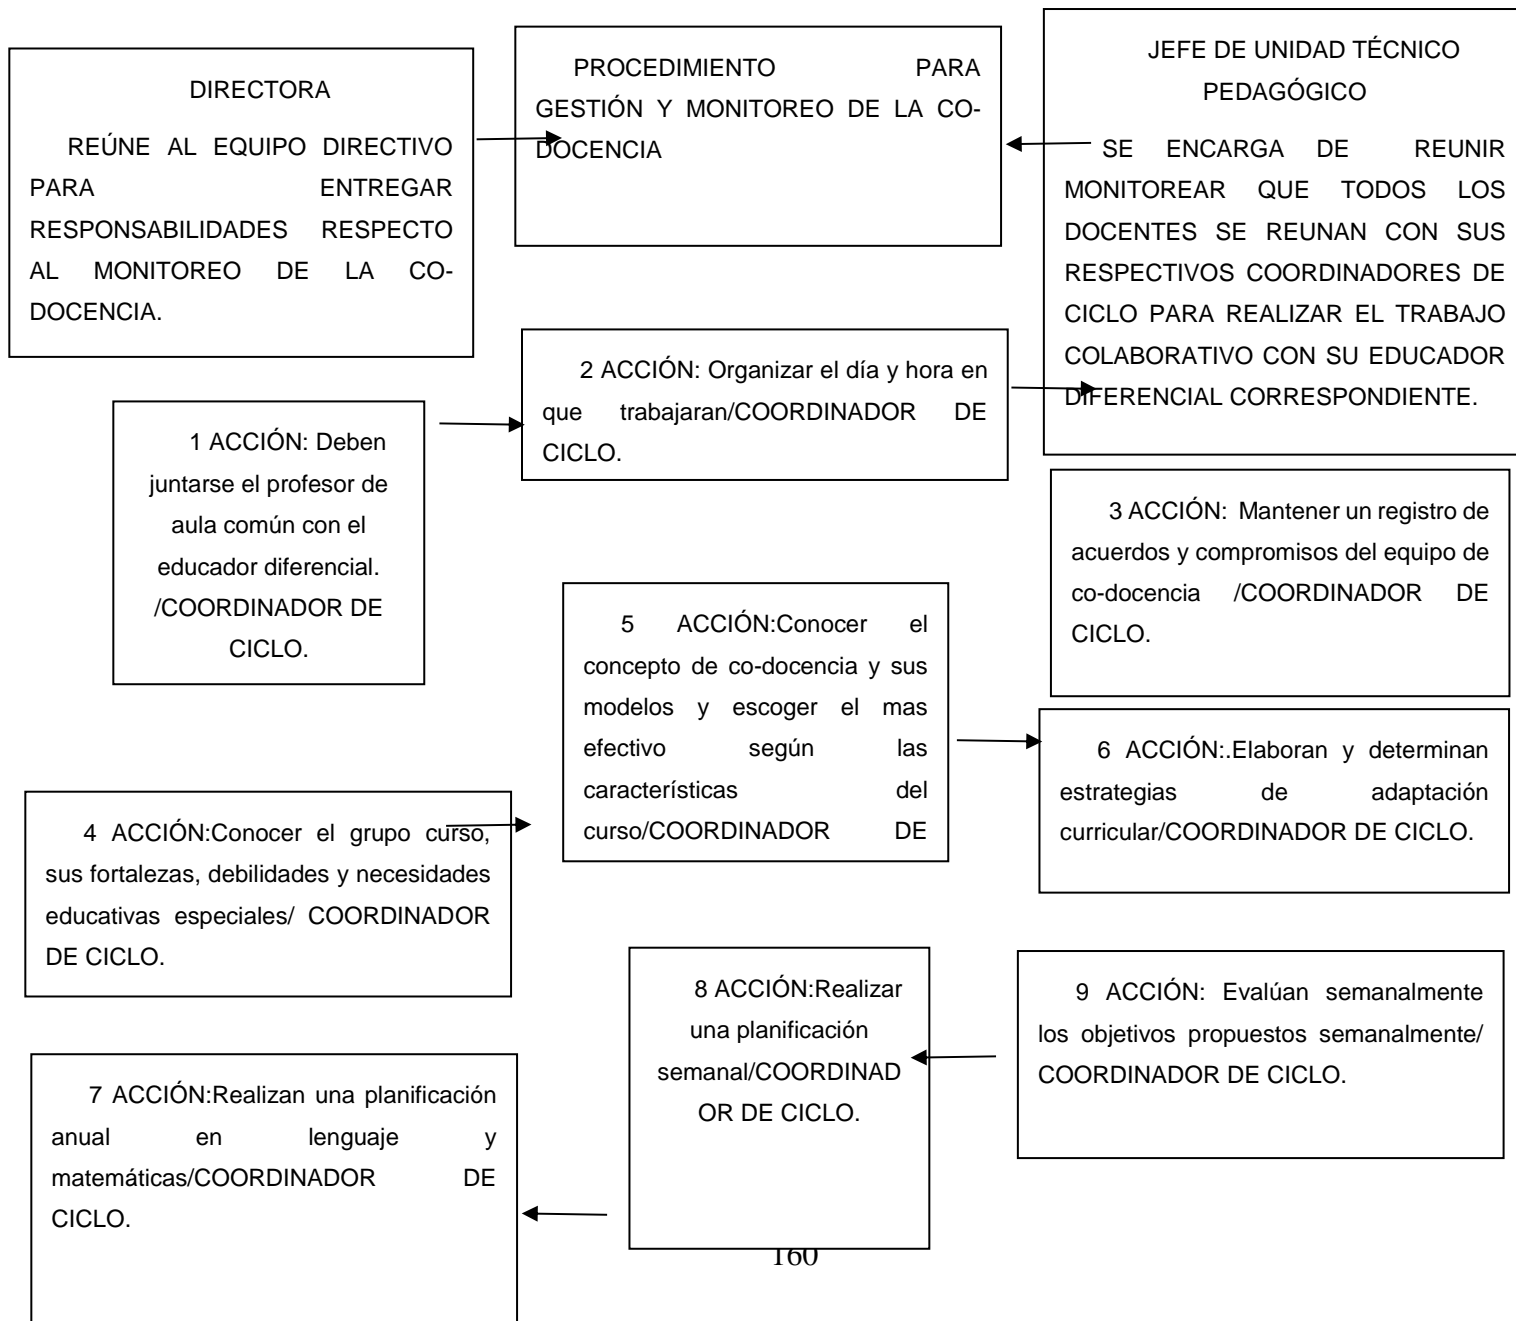 DIRECTORA
REÚNE AL EQUIPO DIRECTIVO
PARA ENTREGAR
RESPONSABILIDADES RESPECTO
AL MONITOREO DE LA CO-
DOCENCIA.
PROCEDIMIENTO PARA
GESTIÓN Y MONITOREO DE LA CO-
DOCENCIA
JEFE DE UNIDAD TÉCNICO
PEDAGÓGICO
SE ENCARGA DE REUNIR
MONITOREAR QUE TODOS LOS
DOCENTES SE REUNAN CON SUS
RESPECTIVOS COORDINADORES DE
CICLO PARA REALIZAR EL TRABAJO
COLABORATIVO CON SU EDUCADOR
DIFERENCIAL CORRESPONDIENTE.
1 ACCIÓN: Deben
juntarse el profesor de
aula común con el
educador diferencial.
/COORDINADOR DE
CICLO.
2 ACCIÓN: Organizar el día y hora en
que trabajaran/COORDINADOR DE
CICLO.
3 ACCIÓN: Mantener un registro de
acuerdos y compromisos del equipo de
co-docencia /COORDINADOR DE
CICLO.
4 ACCIÓN:Conocer el grupo curso,
sus fortalezas, debilidades y necesidades
educativas especiales/ COORDINADOR
DE CICLO.
5 ACCIÓN:Conocer el
concepto de co-docencia y sus
modelos y escoger el mas
efectivo según las
características del
curso/COORDINADOR DE
6 ACCIÓN:.Elaboran y determinan
estrategias de adaptación
curricular/COORDINADOR DE CICLO.
7 ACCIÓN:Realizan una planificación
anual en lenguaje y
matemáticas/COORDINADOR DE
CICLO.
8 ACCIÓN:Realizar
una planificación
semanal/COORDINAD
OR DE CICLO.
9 ACCIÓN: Evalúan semanalmente
los objetivos propuestos semanalmente/
COORDINADOR DE CICLO.
160